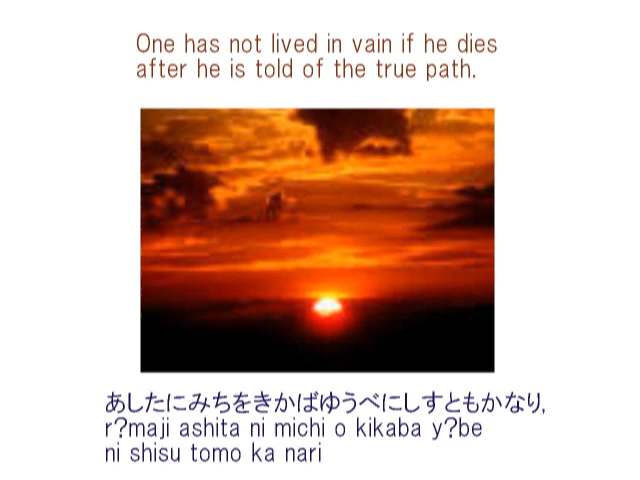 One has not lived in vain if he dies
after he is told of the true path.
あしたにみちをきかばゆうべにしすともかなり,
r?maji ashita ni michi o kikaba y?be
ni shisu tomo ka nari